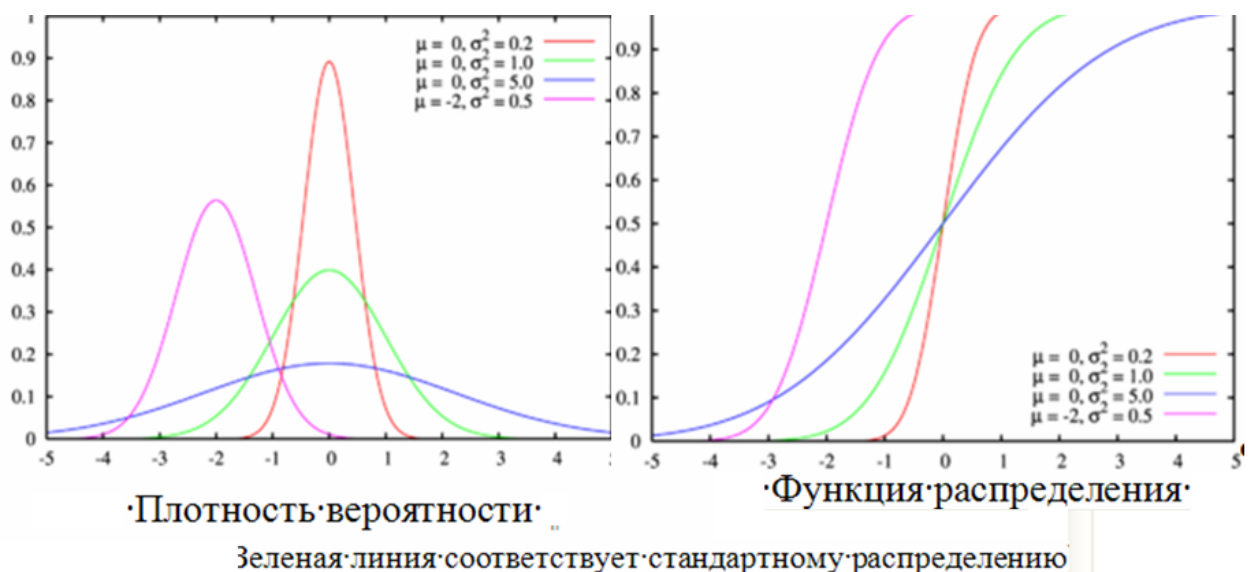 1
0.9
0.8
0.7
0.6
0.5
0.4
0.3
0.2
0.1
0
-5 -4 -3 -2 -1 0 1 2 3 4
μ = 0, σ² = 0.2
μ = 0, σ² = 1.0
μ = 0, σ² = 5.0
μ = -2, σ² = 0.5
·Плотность·вероятности·
0.9
0.8
0.7
0.6
0.5
0.4
0.3
0.2
0.1
0
-5 -4 -3 -2 -1 0 1 2 3 4 5
μ = 0, σ² = 0.2
μ = 0, σ² = 1.0
μ = 0, σ² = 5.0
μ = -2, σ² = 0.5
·Функция·распределения·
Зеленая·линия·соответствует·стандартному·распределению